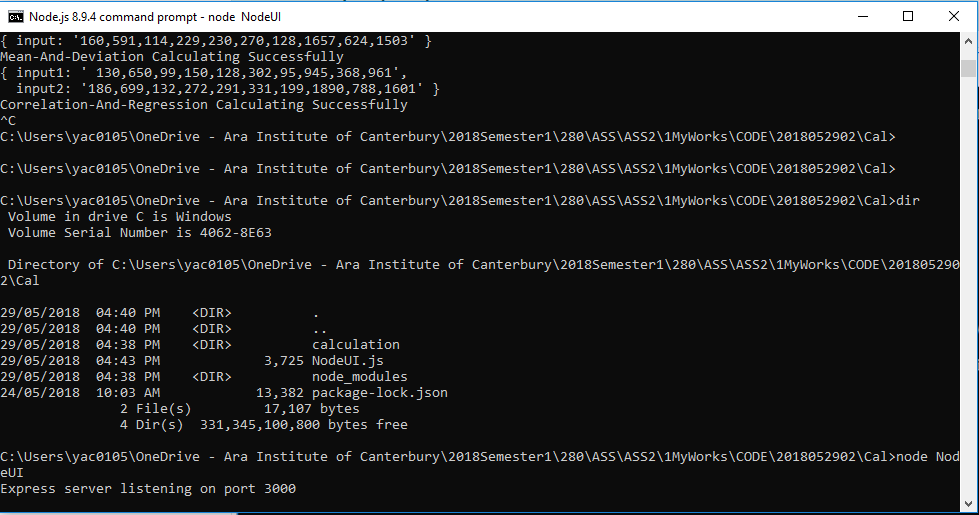 Node.js 8.9.4 command prompt - node  NodeUI
{ input: '160,591,114,229,230,270,128,1657,624,1503' }
Mean-And-Deviation Calculating Successfully
{ input1: ' 130,650,99,150,128,302,95,945,368,961',
  input2: '186,699,132,272,291,331,199,1890,788,1601' }
Correlation-And-Regression Calculating Successfully
^C
C:\Users\yac0105\OneDrive - Ara Institute of Canterbury\2018Semester1\280\ASS\ASS2\1MyWorks\CODE\2018052902\Cal>
C:\Users\yac0105\OneDrive - Ara Institute of Canterbury\2018Semester1\280\ASS\ASS2\1MyWorks\CODE\2018052902\Cal>
C:\Users\yac0105\OneDrive - Ara Institute of Canterbury\2018Semester1\280\ASS\ASS2\1MyWorks\CODE\2018052902\Cal>dir
 Volume in drive C is Windows
 Volume Serial Number is 4062-8E63
 Directory of C:\Users\yac0105\OneDrive - Ara Institute of Canterbury\2018Semester1\280\ASS\ASS2\1MyWorks\CODE\201805290
2\Cal
29/05/2018  04:40 PM    <DIR>          .
29/05/2018  04:40 PM    <DIR>          ..
29/05/2018  04:38 PM    <DIR>          calculation
29/05/2018  04:43 PM             3,725 NodeUI.js
29/05/2018  04:38 PM    <DIR>          node_modules
24/05/2018  10:03 AM            13,382 package-lock.json
               2 File(s)         17,107 bytes
               4 Dir(s)  331,345,100,800 bytes free
C:\Users\yac0105\OneDrive - Ara Institute of Canterbury\2018Semester1\280\ASS\ASS2\1MyWorks\CODE\2018052902\Cal>node Nod
eUI
Express server listening on port 3000